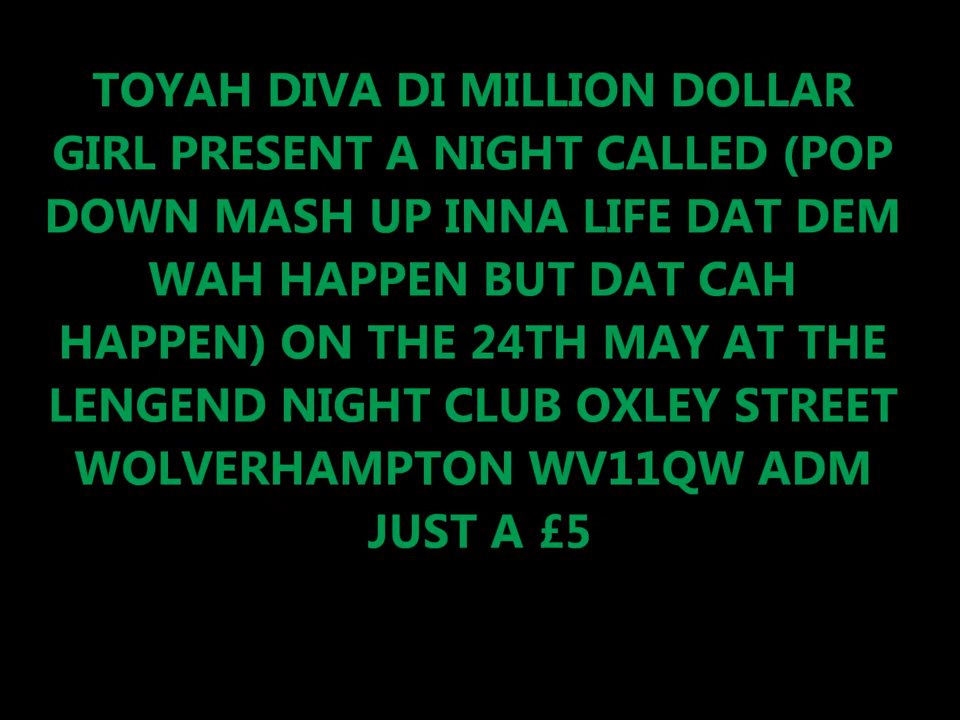 TOYAH DIVA DI MILLION DOLLAR
GIRL PRESENT A NIGHT CALLED (POP
DOWN MASH UP INNA LIFE DAT DEM
WAH HAPPEN BUT DAT CAH
HAPPEN) ON THE 24TH MAY AT THE
LENGEND NIGHT CLUB OXLEY STREET
WOLVERHAMPTON WV11QW ADM
JUST A £5